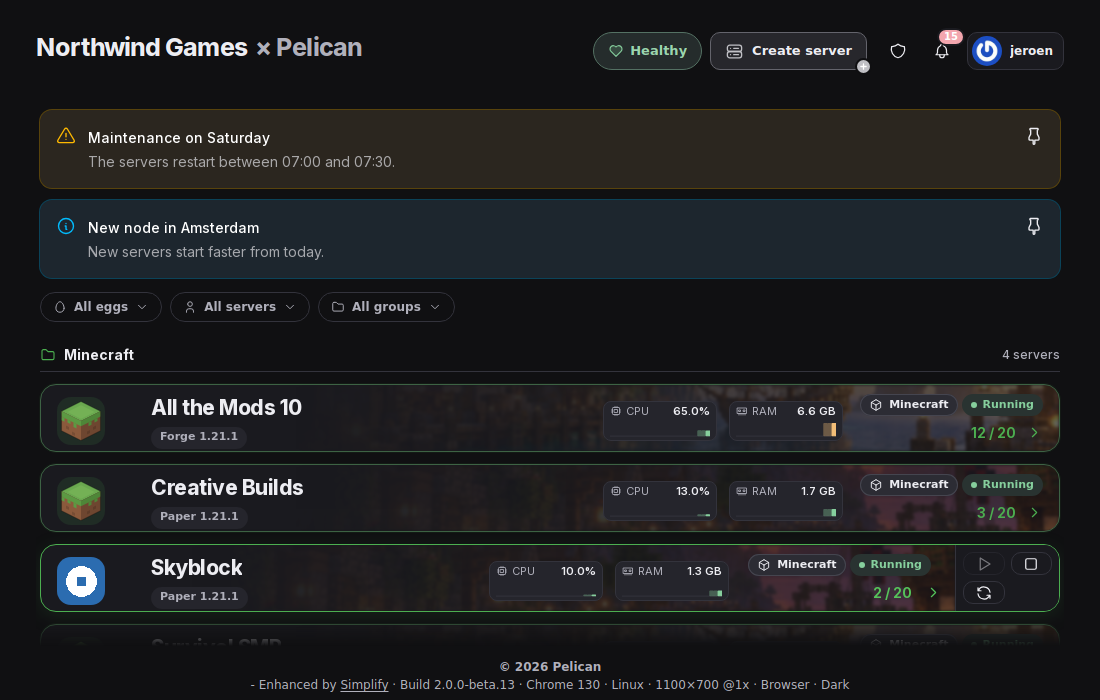 Northwind Games × Pelican
Healthy
Create server
15
jeroen
Maintenance on Saturday
The servers restart between 07:00 and 07:30.
New node in Amsterdam
New servers start faster from today.
All eggs
All servers
All groups
Minecraft
4 servers
All the Mods 10
Forge 1.21.1
CPU 65.0%
RAM 6.6 GB
Minecraft
Running
12 / 20
Creative Builds
Paper 1.21.1
CPU 13.0%
RAM 1.7 GB
Minecraft
Running
3 / 20
Skyblock
Paper 1.21.1
CPU 10.0%
RAM 1.3 GB
Minecraft
Running
2 / 20
Survival SMP
Minecraft
Running
© 2026 Pelican
- Enhanced by Simplify · Build 2.0.0-beta.13 · Chrome 130 · Linux · 1100×700 @1x · Browser · Dark